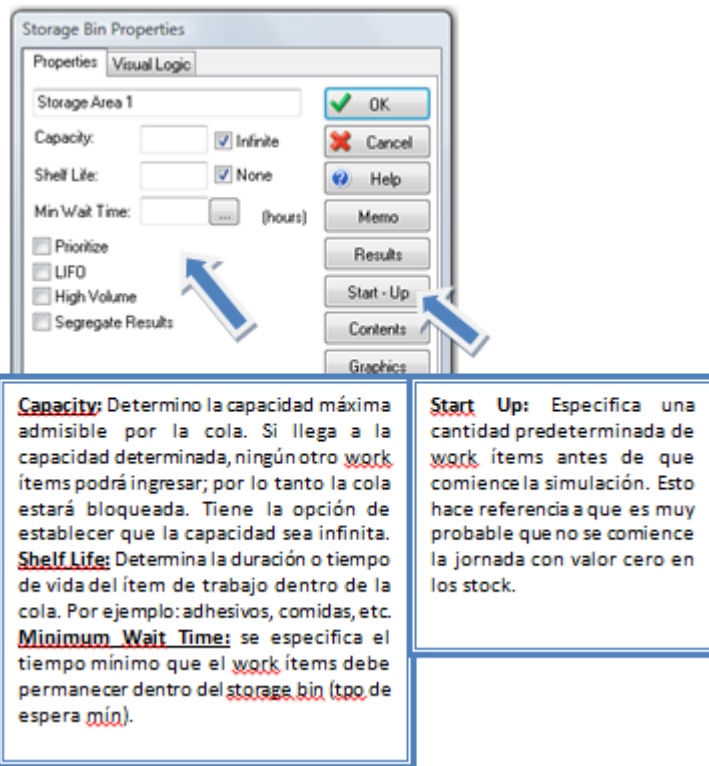 Storage Bin Properties
Properties Visual Logic
Storage Area 1
OK
Capacity: Infinite
Cancel
Shelf Life: None
Help
Min Wait Time: ... (hours)
Memo
Prioritize
Results
LIFO
High Volume
Start - Up
Segregate Results
Contents
Graphics
Capacity: Determino la capacidad máxima
admisible por la cola. Si llega a la
capacidad determinada, ningún otro work
ítems podrá ingresar; por lo tanto la cola
estará bloqueada. Tiene la opción de
establecer que la capacidad sea infinita.
Shelf Life: Determina la duración o tiempo
de vida del ítem de trabajo dentro de la
cola. Por ejemplo: adhesivos, comidas, etc.
Minimum Wait Time: se especifica el
tiempo mínimo que el work ítems debe
permanecer dentro del storage bin (tpo de
espera mín).
Start Up: Especifica una
cantidad predeterminada de
work ítems antes de que
comience la simulación. Esto
hace referencia a que es muy
probable que no se comience
la jornada con valor cero en
los stock.